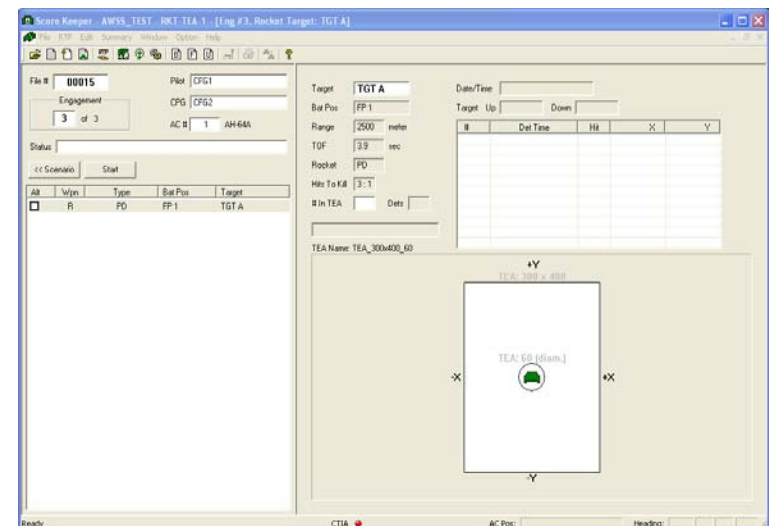 Score Keeper - AWSS_TEST - RKT-TEA-1 - [Eng #3, Rocket Target: TGT A]
File RTP Edit Summary Window Option Help
File # 00015
Pilot CFG1
Engagement
3 of 3
CPG CFG2
AC # 1 AH-64A
Status
<< Scenario Start
Alt Wpn Type Bat Pos Target
R PD FP 1 TGT A
Target TGT A
Bat Pos FP 1
Range 2500 meter
TOF 3.9 sec
Rocket PD
Hits To Kill 3 : 1
# In TEA Dets
Date/Time
Target Up Down
# Det Time Hit X Y
TEA Name: TEA_300x400_60
+Y
TEA: 300 x 400
TEA: 60 (diam.)
-X +X
-Y
Ready CTIA AC Pos: Heading: